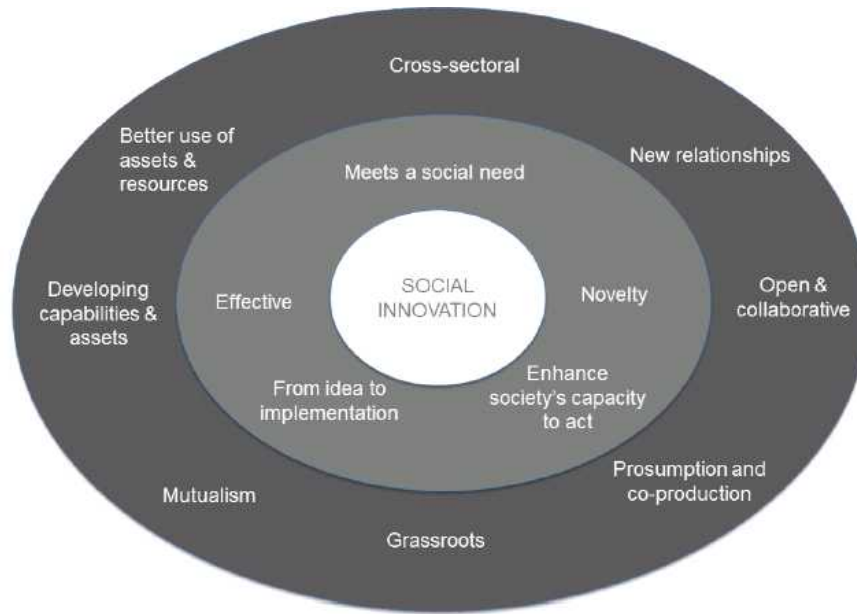 Cross-sectoral
Better use of
assets &
resources
New relationships
Meets a social need
Developing
capabilities &
assets
Effective
SOCIAL
INNOVATION
Novelty
Open &
collaborative
From idea to
implementation
Enhance
society's capacity
to act
Mutualism
Prosumption and
co-production
Grassroots